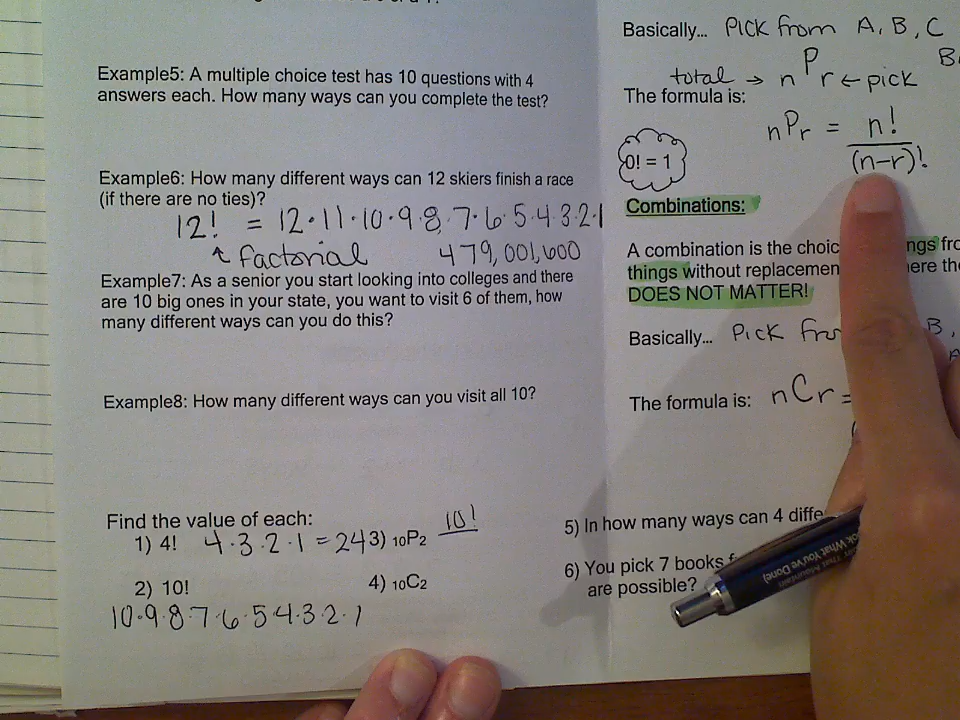 Example5: A multiple choice test has 10 questions with 4
answers each. How many ways can you complete the test?
Example6: How many different ways can 12 skiers finish a race
(if there are no ties)?
12! = 12·11·10·9·8·7·6·5·4·3·2·1
↑ factorial 479,001,600
Example7: As a senior you start looking into colleges and there
are 10 big ones in your state, you want to visit 6 of them, how
many different ways can you do this?
Example8: How many different ways can you visit all 10?
Find the value of each:
1) 4! 4·3·2·1 = 24 3) 10P2 10!
2) 10! 4) 10C2
10·9·8·7·6·5·4·3·2·1
Basically... PICK from A, B, C
total → nPr ← pick
The formula is:
nPr = n!
(n-r)!
0! = 1
Combinations:
A combination is the
things without
DOES NOT MATTER!
Basically... PICK B,
The formula is: nCr =
5) In how many ways can 4
6) You pick 7 books
are possible?